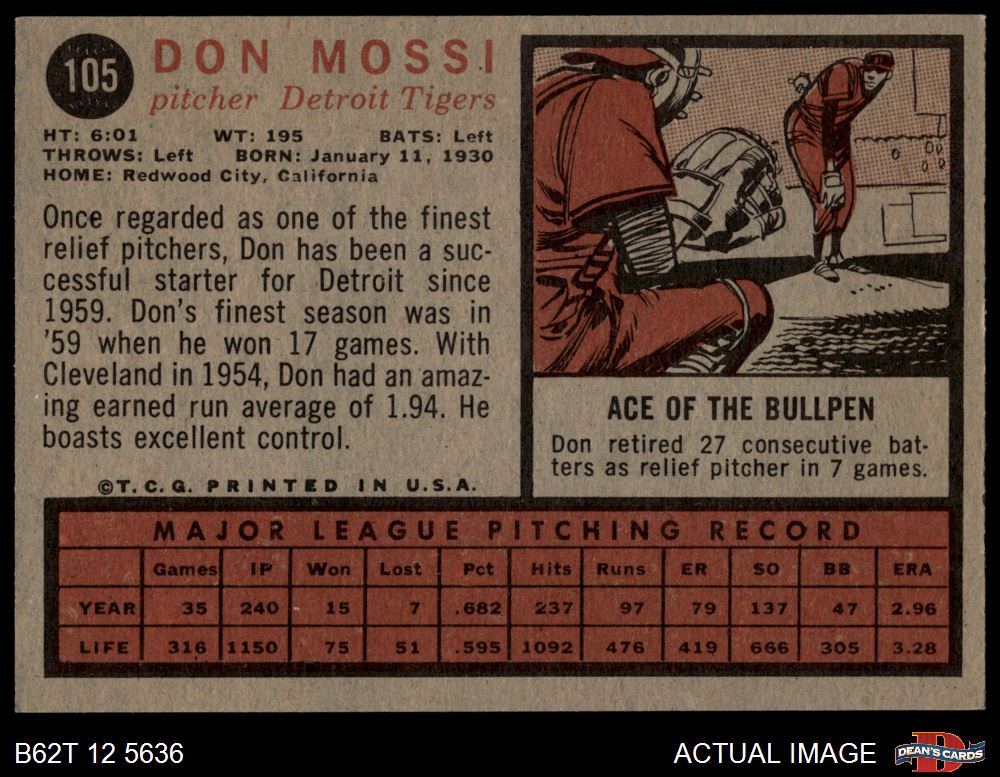 105
DON MOSSI
pitcher Detroit Tigers
HT: 6:01 WT: 195 BATS: Left
THROWS: Left BORN: January 11, 1930
HOME: Redwood City, California
Once regarded as one of the finest
relief pitchers, Don has been a suc-
cessful starter for Detroit since
1959. Don's finest season was in
'59 when he won 17 games. With
Cleveland in 1954, Don had an amaz-
ing earned run average of 1.94. He
boasts excellent control.
©T.C.G. PRINTED IN U.S.A.
ACE OF THE BULLPEN
Don retired 27 consecutive bat-
ters as relief pitcher in 7 games.
MAJOR LEAGUE PITCHING RECORD
Games IP Won Lost Pct Hits Runs ER SO BB ERA
YEAR 35 240 15 7 .682 237 97 79 137 47 2.96
LIFE 316 1150 75 51 .595 1092 476 419 666 305 3.28
B62T 12 5636
ACTUAL IMAGE
DEAN'S CARDS